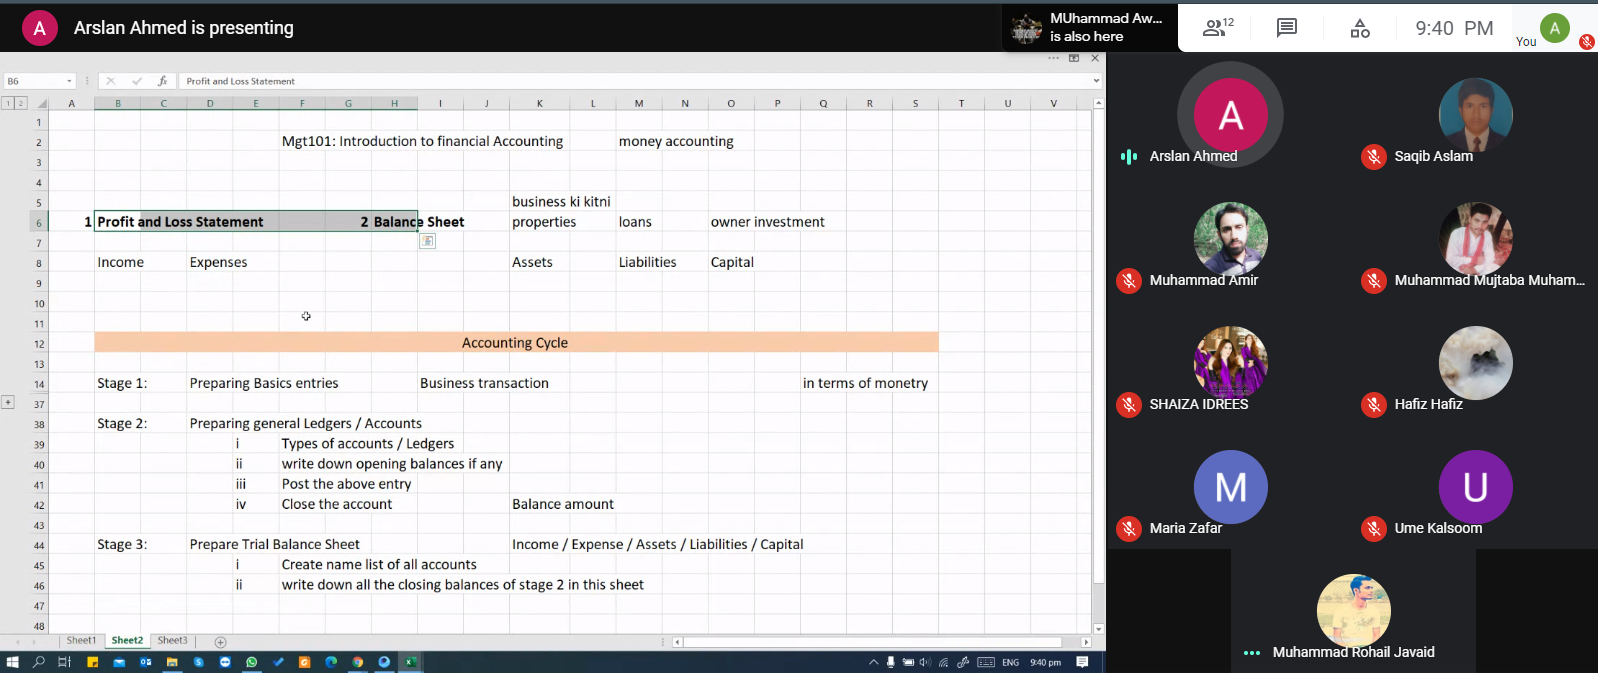 A Arslan Ahmed is presenting
MUhammad Aw...
is also here
12
9:40 PM
You
A
B6
fx
Profit and Loss Statement
1 2
A B C D E F G H I J K L M N O P Q R S T U V
1
2 Mgt101: Introduction to financial Accounting money accounting
3
4
5 business ki kitni
6 1 Profit and Loss Statement 2 Balance Sheet properties loans owner investment
7
8 Income Expenses Assets Liabilities Capital
9
10
11
12 Accounting Cycle
13
14 Stage 1: Preparing Basics entries Business transaction in terms of monetry
37
38 Stage 2: Preparing general Ledgers / Accounts
39 i Types of accounts / Ledgers
40 ii write down opening balances if any
41 iii Post the above entry
42 iv Close the account Balance amount
43
44 Stage 3: Prepare Trial Balance Sheet Income / Expense / Assets / Liabilities / Capital
45 i Create name list of all accounts
46 ii write down all the closing balances of stage 2 in this sheet
47
48
Sheet1 Sheet2 Sheet3
ENG 9:40 pm
A
Arslan Ahmed
Saqib Aslam
Muhammad Amir
Muhammad Mujtaba Muham...
SHAIZA IDREES
Hafiz Hafiz
M
Maria Zafar
U
Ume Kalsoom
Muhammad Rohail Javaid